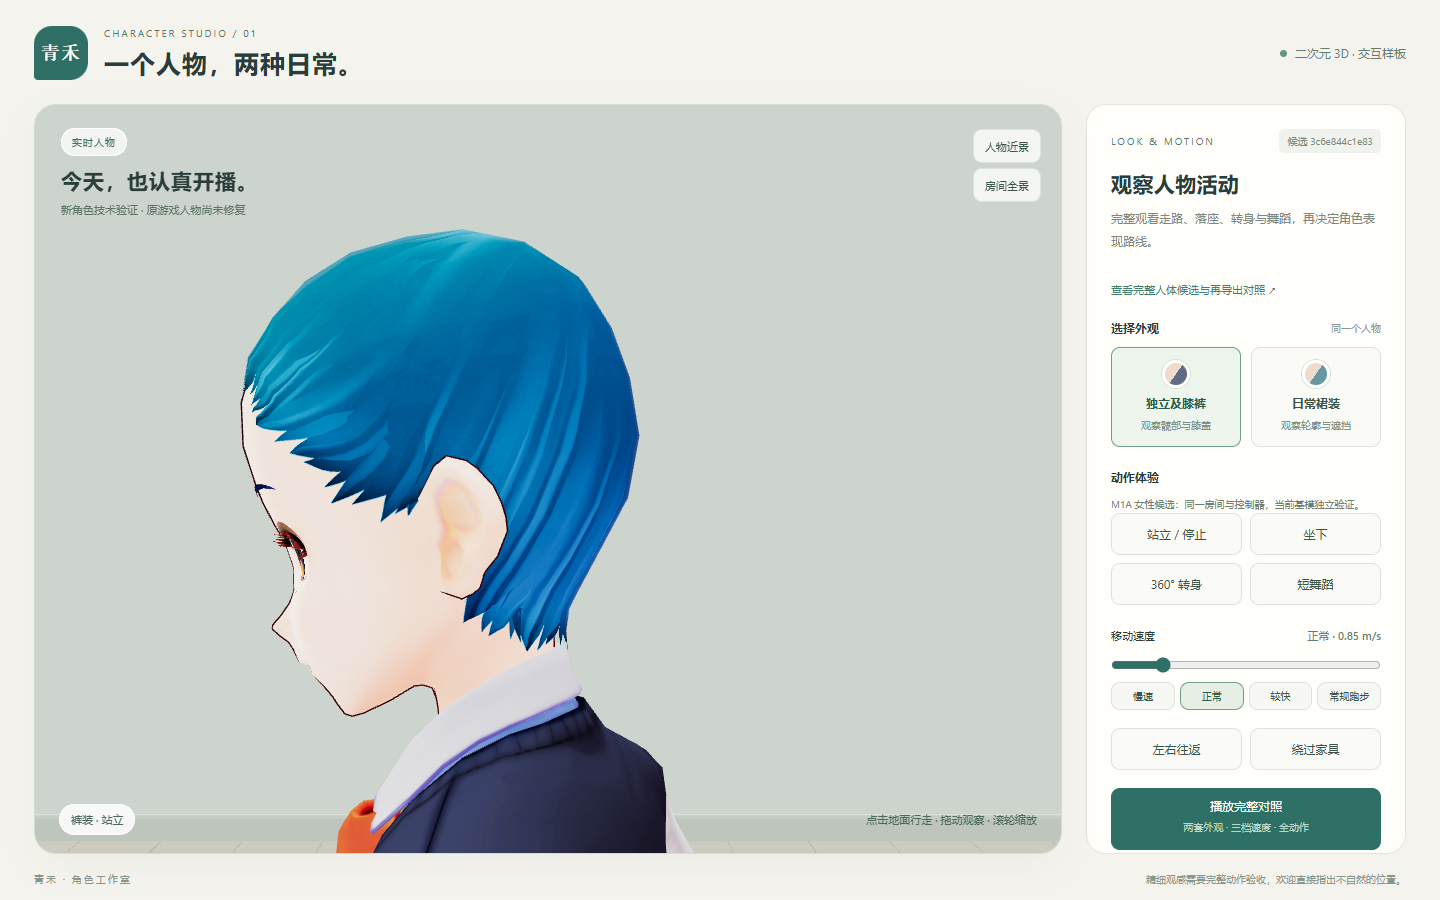 青禾
CHARACTER STUDIO / 01
一个人物，两种日常。
二次元 3D · 交互样板
实时人物
今天，也认真开播。
新角色技术验证 · 原游戏人物尚未修复
人物近景
房间全景
裤装 · 站立
点击地面行走 · 拖动观察 · 滚轮缩放
LOOK & MOTION
候选 3c6e844c1e83
观察人物活动
完整观看走路、落座、转身与舞蹈，再决定角色表
现路线。
查看完整人体候选与再导出对照 ↗
选择外观
同一个人物
独立及膝裤
观察髋部与膝盖
日常裙装
观察轮廓与遮挡
动作体验
M1A 女性候选：同一房间与控制器，当前基模独立验证。
站立 / 停止
坐下
360° 转身
短舞蹈
移动速度
正常 · 0.85 m/s
慢速
正常
较快
常规跑步
左右往返
绕过家具
播放完整对照
两套外观 · 三档速度 · 全动作
青禾 · 角色工作室
精细观感需要完整动作验收，欢迎直接指出不自然的位置。